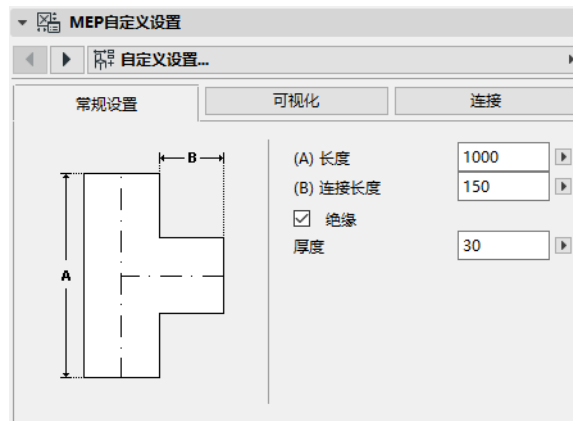 MEP自定义设置
自定义设置...
常规设置 可视化 连接
B
A
(A) 长度 1000
(B) 连接长度 150
绝缘
厚度 30